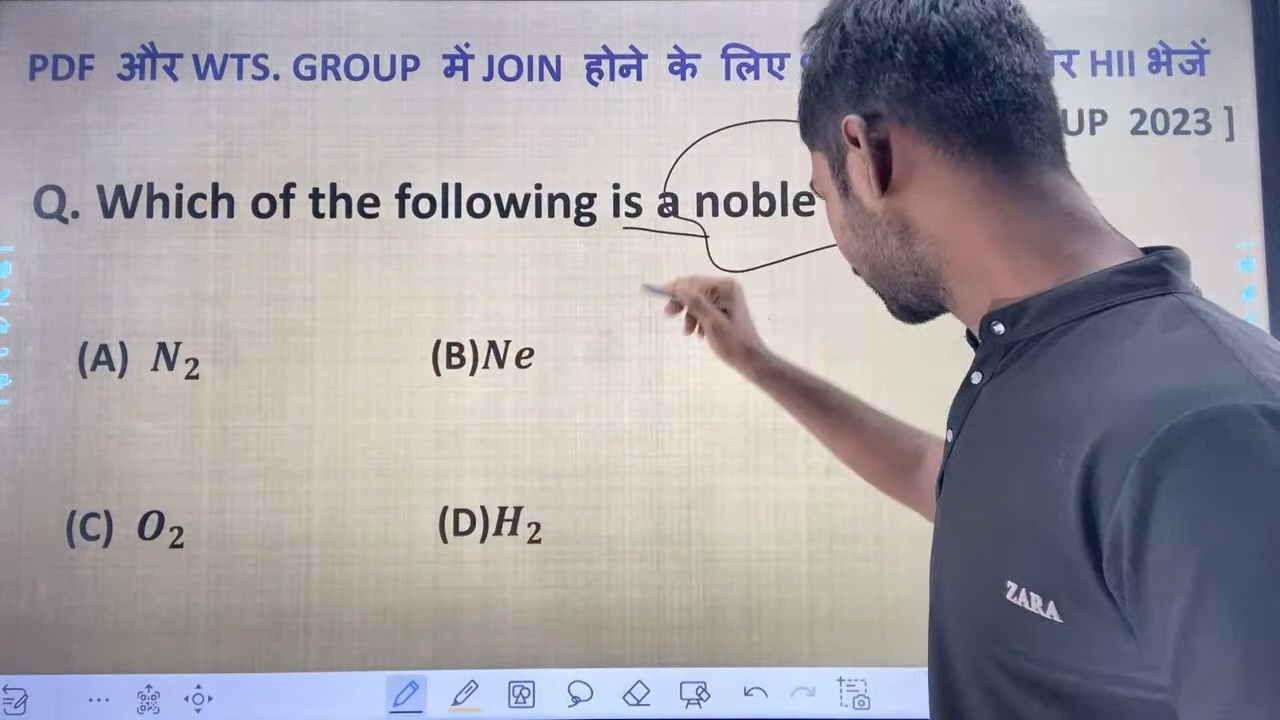 PDF और WTS. GROUP में JOIN होने के लिए HII भेजें
UP 2023 ]
Q. Which of the following is a noble
(A) N₂ (B)Ne
(C) O₂ (D)H₂
ZARA